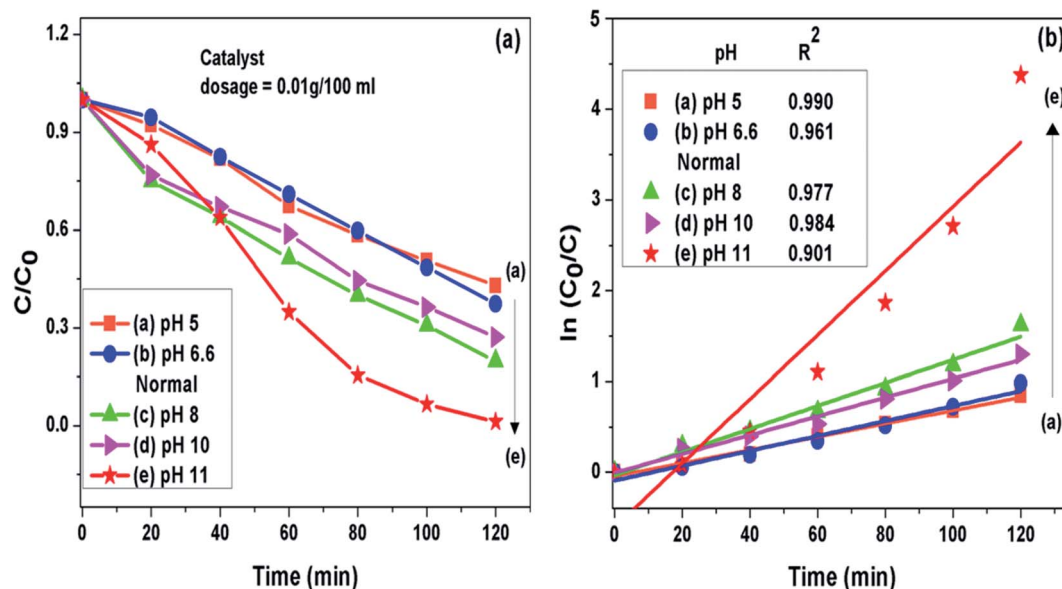 (a)
Catalyst
dosage = 0.01g/100 ml
C/C0
1.2
0.9
0.6
0.3
0.0
(a)
(e)
(a) pH 5
(b) pH 6.6
Normal
(c) pH 8
(d) pH 10
(e) pH 11
0 20 40 60 80 100 120
Time (min)
(b)
pH R2
(a) pH 5 0.990
(b) pH 6.6 0.961
Normal
(c) pH 8 0.977
(d) pH 10 0.984
(e) pH 11 0.901
ln (C0/C)
5
4
3
2
1
0
(e)
(a)
0 20 40 60 80 100 120
Time (min)